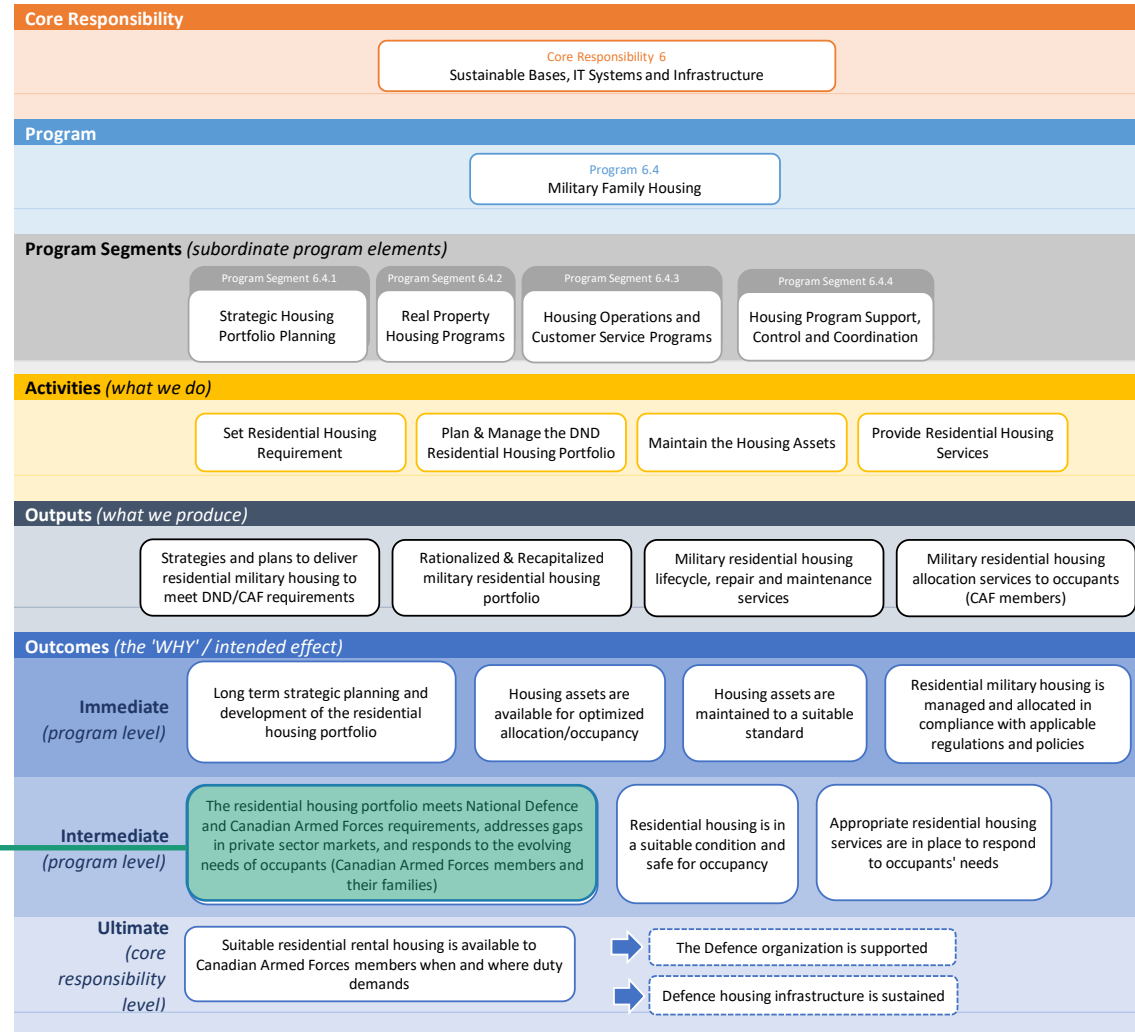 Core Responsibility
Core Responsibility 6
Sustainable Bases, IT Systems and Infrastructure
Program
Program 6.4
Military Family Housing
Program Segments (subordinate program elements)
Program Segment 6.4.1
Strategic Housing
Portfolio Planning
Program Segment 6.4.2
Real Property
Housing Programs
Program Segment 6.4.3
Housing Operations and
Customer Service Programs
Program Segment 6.4.4
Housing Program Support,
Control and Coordination
Activities (what we do)
Set Residential Housing
Requirement
Plan & Manage the DND
Residential Housing Portfolio
Maintain the Housing Assets
Provide Residential Housing
Services
Outputs (what we produce)
Strategies and plans to deliver
residential military housing to
meet DND/CAF requirements
Rationalized & Recapitalized
military residential housing
portfolio
Military residential housing
lifecycle, repair and maintenance
services
Military residential housing
allocation services to occupants
(CAF members)
Outcomes (the 'WHY' / intended effect)
Immediate
(program level)
Long term strategic planning and
development of the residential
housing portfolio
Housing assets are
available for optimized
allocation/occupancy
Housing assets are
maintained to a suitable
standard
Residential military housing is
managed and allocated in
compliance with applicable
regulations and policies
Intermediate
(program level)
The residential housing portfolio meets National Defence
and Canadian Armed Forces requirements, addresses gaps
in private sector markets, and responds to the evolving
needs of occupants (Canadian Armed Forces members and
their families)
Residential housing is in
a suitable condition and
safe for occupancy
Appropriate residential housing
services are in place to respond
to occupants' needs
Ultimate
(core
responsibility
level)
Suitable residential rental housing is available to
Canadian Armed Forces members when and where duty
demands
The Defence organization is supported
Defence housing infrastructure is sustained